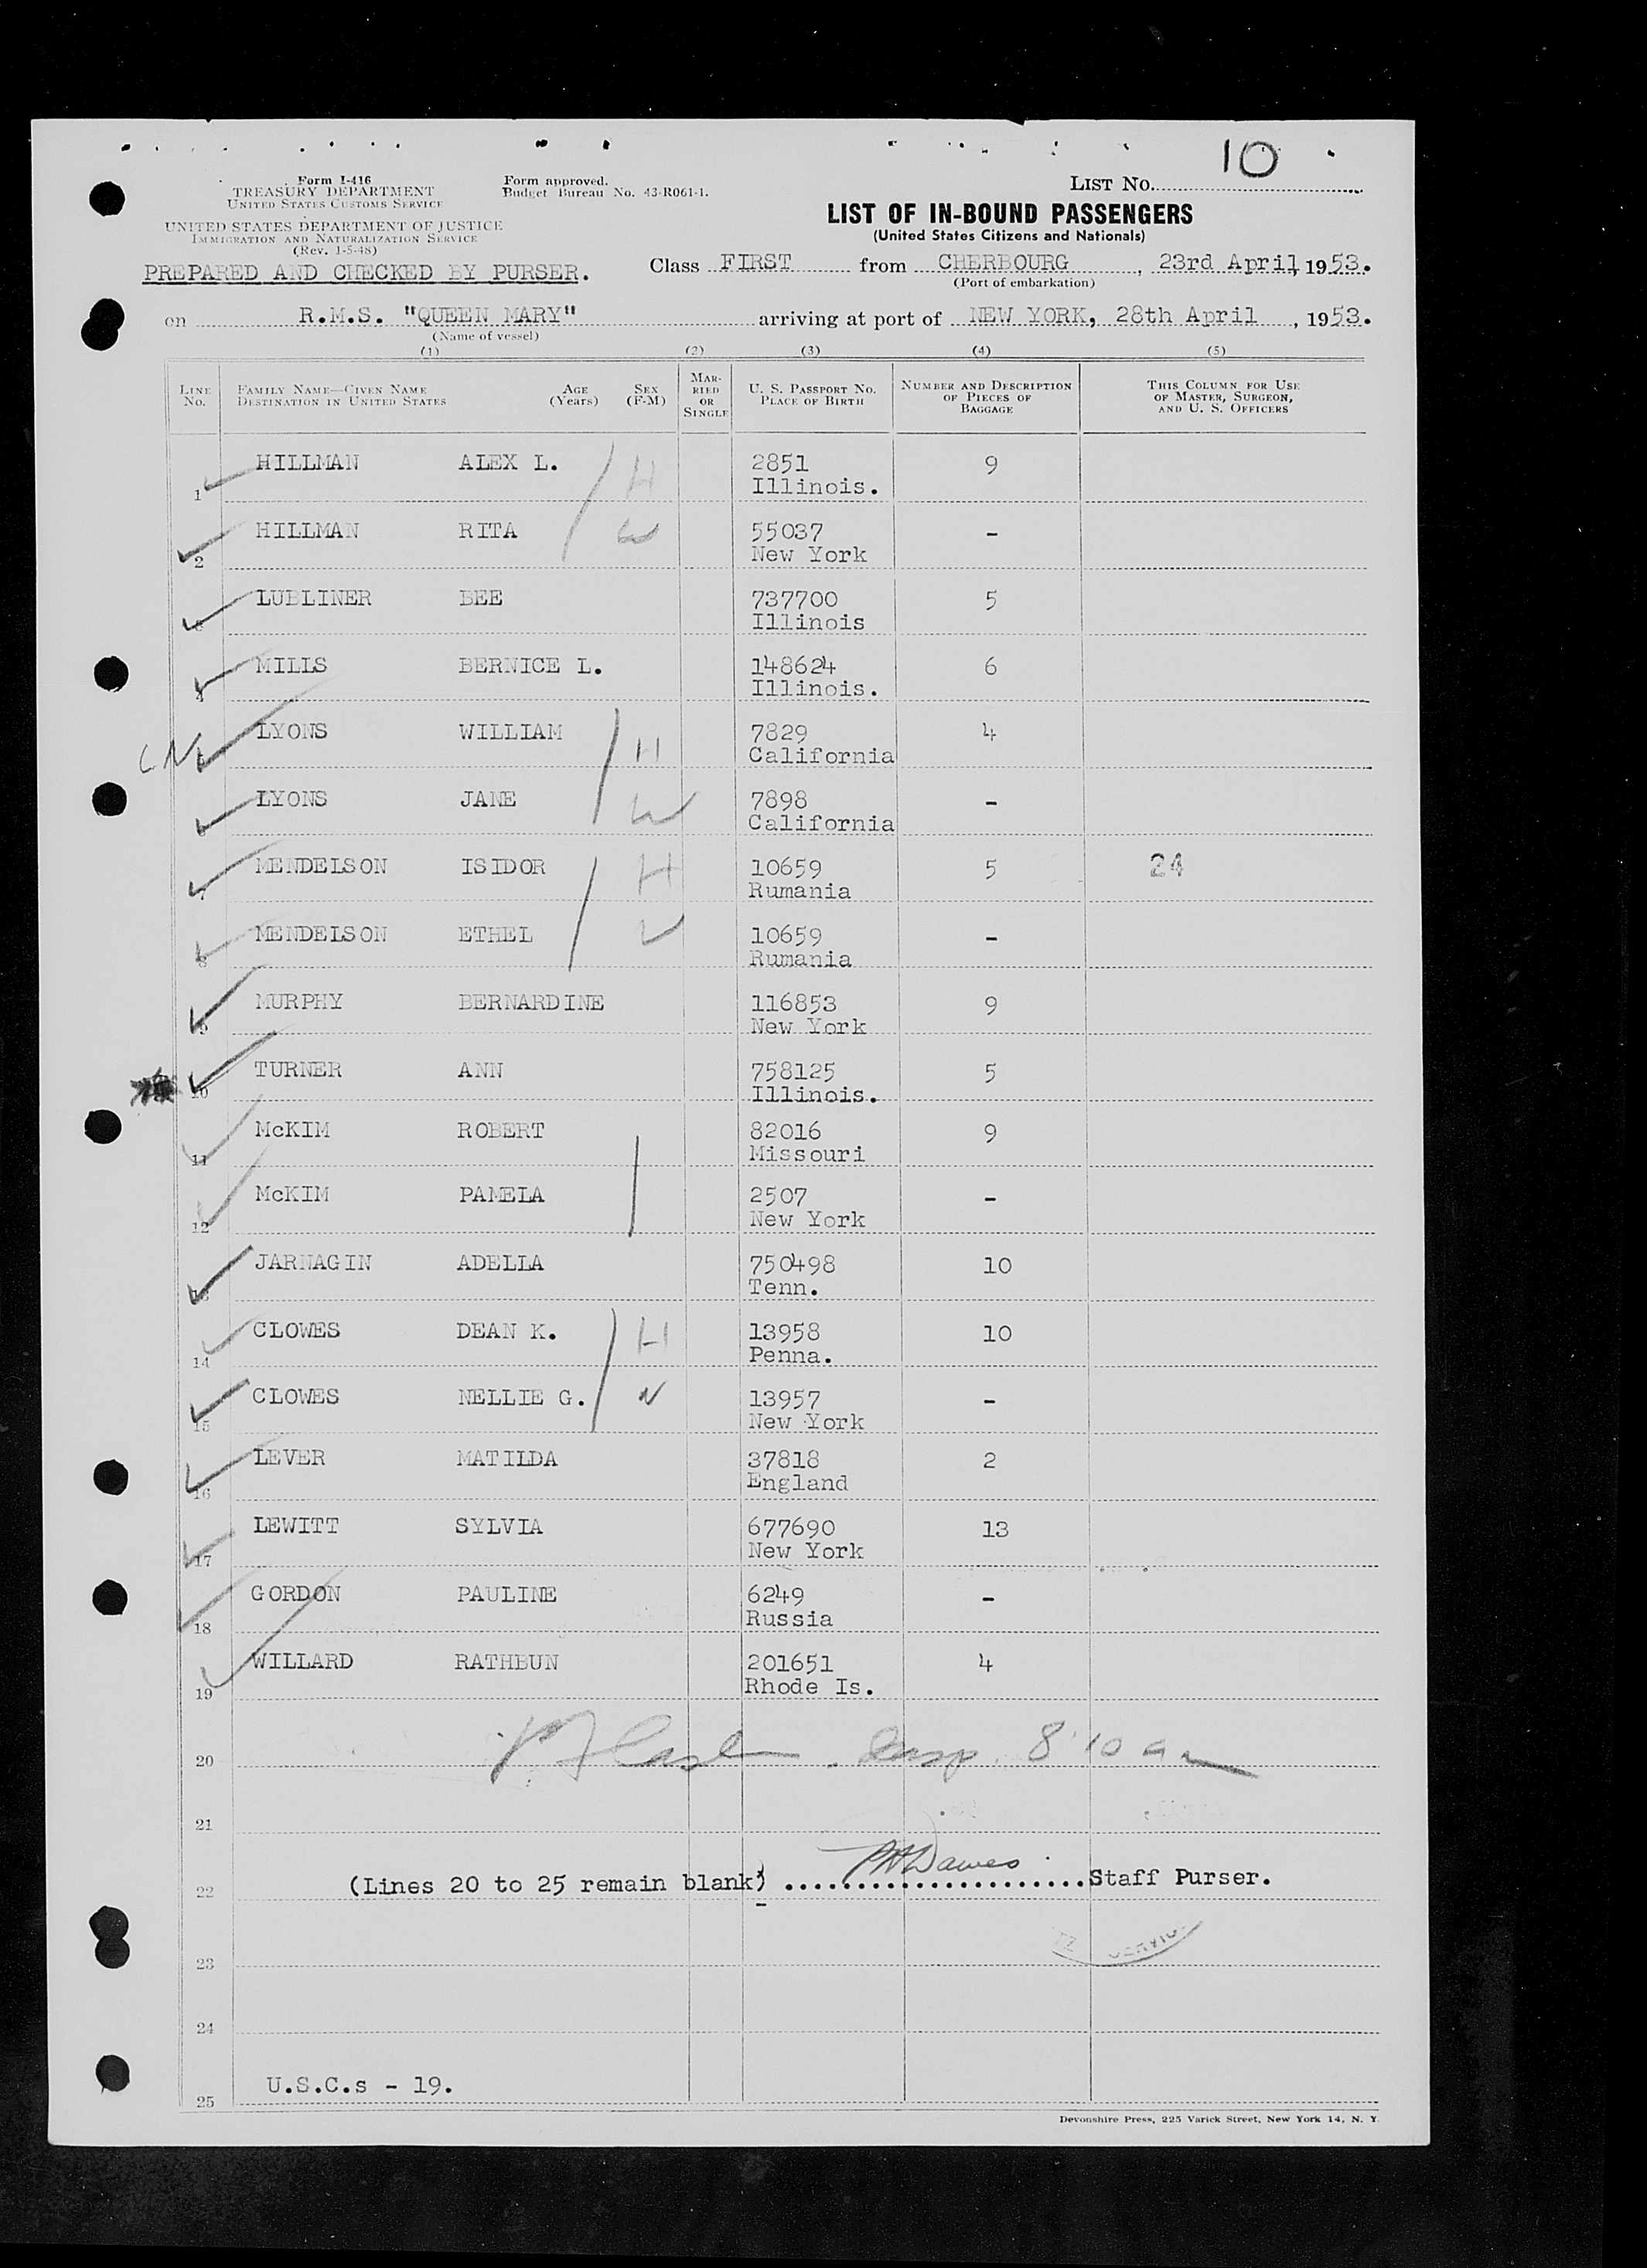 10
Form I-416
TREASURY DEPARTMENT
UNITED STATES CUSTOMS SERVICE
UNITED STATES DEPARTMENT OF JUSTICE
IMMIGRATION AND NATURALIZATION SERVICE
(Rev. 1-5-48)
Form approved.
Budget Bureau No. 43-R061-1.
LIST NO.
LIST OF IN-BOUND PASSENGERS
(United States Citizens and Nationals)
PREPARED AND CHECKED BY PURSER.
Class FIRST from CHERBOURG, 23rd April, 1953.
(Port of embarkation)
on R.M.S. "QUEEN MARY" arriving at port of NEW YORK, 28th April, 1953.
(Name of vessel)
(1) (2) (3) (4) (5)
LINE NO. FAMILY NAME—GIVEN NAME DESTINATION IN UNITED STATES AGE (Years) SEX (F-M) MARRIED OR SINGLE U. S. PASSPORT NO. PLACE OF BIRTH NUMBER AND DESCRIPTION OF PIECES OF BAGGAGE THIS COLUMN FOR USE OF MASTER, SURGEON, AND U. S. OFFICERS
1 HILLMAN ALEX L. H 2851 9
Illinois.
2 HILLMAN RITA W 55037 -
New York
3 LUBLINER BEE 737700 5
Illinois
4 MILLS BERNICE L. 148624 6
Illinois.
LYONS WILLIAM H 7829 4
California
6 LYONS JANE W 7898 -
California
7 MENDELSON ISIDOR H 10659 5 24
Rumania
8 MENDELSON ETHEL W 10659 -
Rumania
9 MURPHY BERNARDINE 116853 9
New York
10 TURNER ANN 758125 5
Illinois.
11 McKIM ROBERT 82016 9
Missouri
12 McKIM PAMELA 2507 -
New York
13 JARNAGIN ADELLA 750498 10
Tenn.
14 CLOWES DEAN K. H 13958 10
Penna.
15 CLOWES NELLIE G. W 13957 -
New York
16 LEVER MATILDA 37818 2
England
17 LEWITT SYLVIA 677690 13
New York
18 GORDON PAULINE 6249 -
Russia
19 WILLARD RATHBUN 201651 4
Rhode Is.
20 Insp. 8:10 am
21
22 (Lines 20 to 25 remain blank) Dawes Staff Purser.
23
24
25 U.S.C.s - 19.
Devonshire Press, 225 Varick Street, New York 14, N. Y.